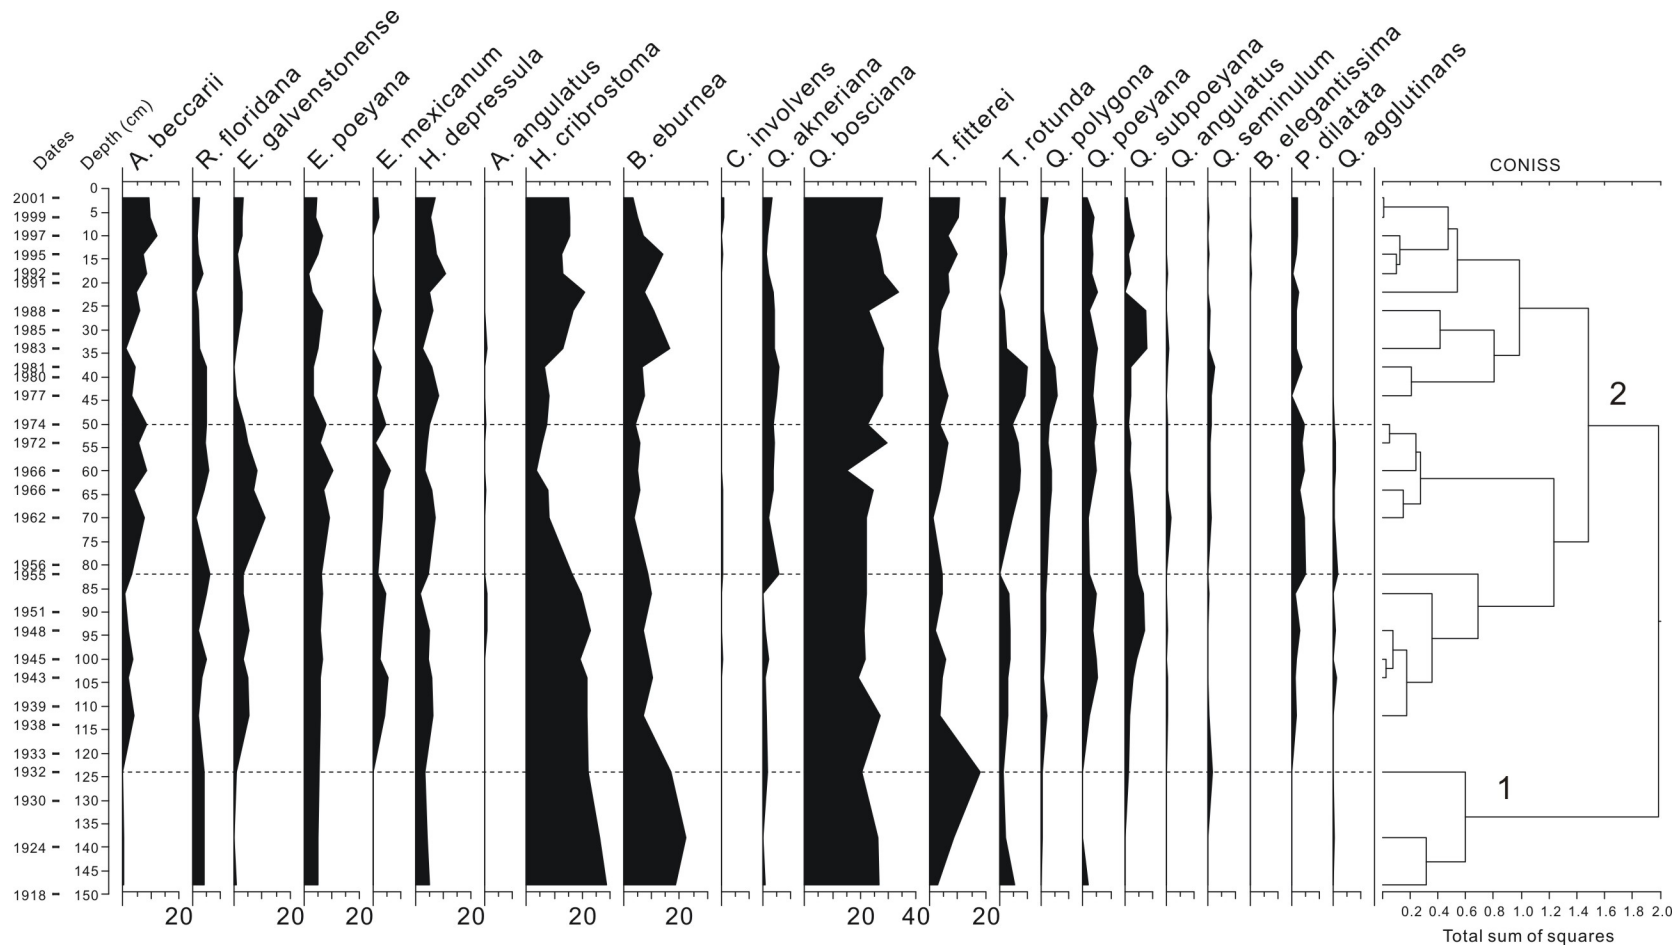 Dates
Depth (cm)
A. beccarii
R. floridana
E. galvenstonense
E. poeyana
E. mexicanum
H. depressula
A. angulatus
H. cribrostoma
B. eburnea
C. involvens
Q. akneriana
Q. bosciana
T. fitterei
T. rotunda
Q. polygona
Q. poeyana
Q. subpoeyana
Q. angulatus
Q. seminulum
B. elegantissima
P. dilatata
Q. agglutinans
CONISS
2001
1999
1997
1995
1992
1991
1988
1985
1983
1981
1980
1977
1974
1972
1966
1966
1962
1956
1955
1951
1948
1945
1943
1939
1938
1933
1932
1930
1924
1918
0
5
10
15
20
25
30
35
40
45
50
55
60
65
70
75
80
85
90
95
100
105
110
115
120
125
130
135
140
145
150
2
1
20 20 20 20 20 20 20 40 20
0.2 0.4 0.6 0.8 1.0 1.2 1.4 1.6 1.8 2.0
Total sum of squares